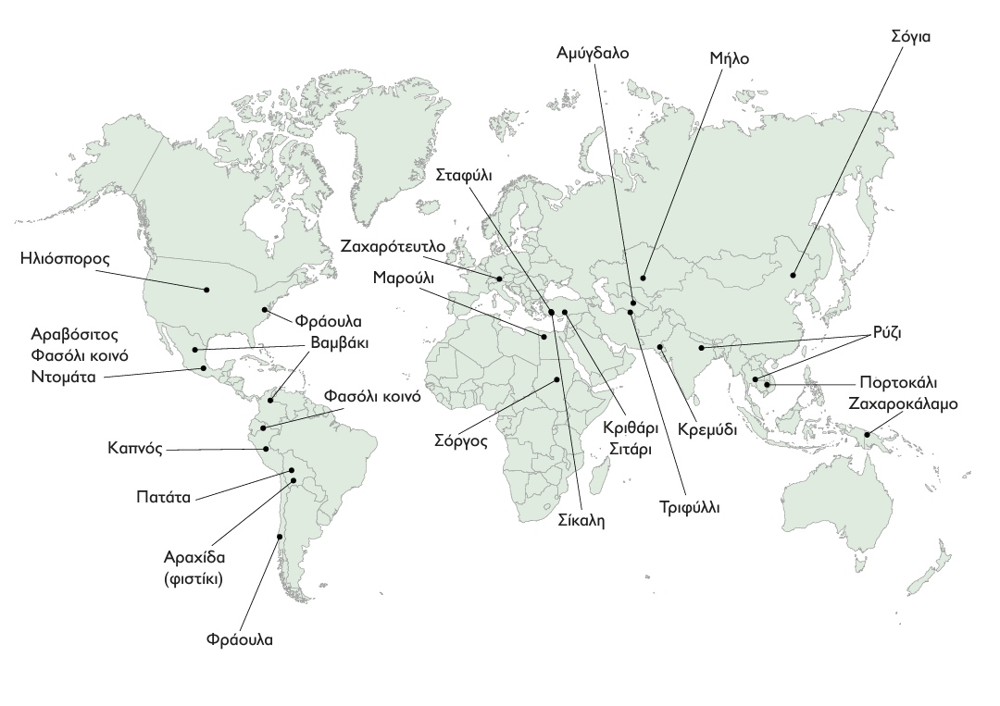 Σόγια
Αμύγδαλο
Μήλο
Σταφύλι
Ζαχαρότευτλο
Μαρούλι
Ηλιόσπορος
Φράουλα
Βαμβάκι
Αραβόσιτος
Φασόλι κοινό
Ντομάτα
Ρύζι
Πορτοκάλι
Ζαχαροκάλαμο
Φασόλι κοινό
Κριθάρι
Σιτάρι
Κρεμύδι
Σόργος
Καπνός
Πατάτα
Τριφύλλι
Σίκαλη
Αραχίδα
(φιστίκι)
Φράουλα